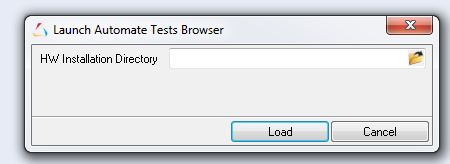 Launch Automate Tests Browser
HW Installation Directory
Load
Cancel